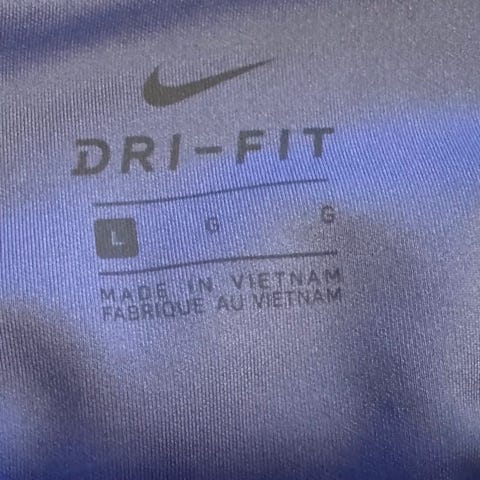 DRI-FIT
L G G
MADE IN VIETNAM
FABRIQUE AU VIETNAM